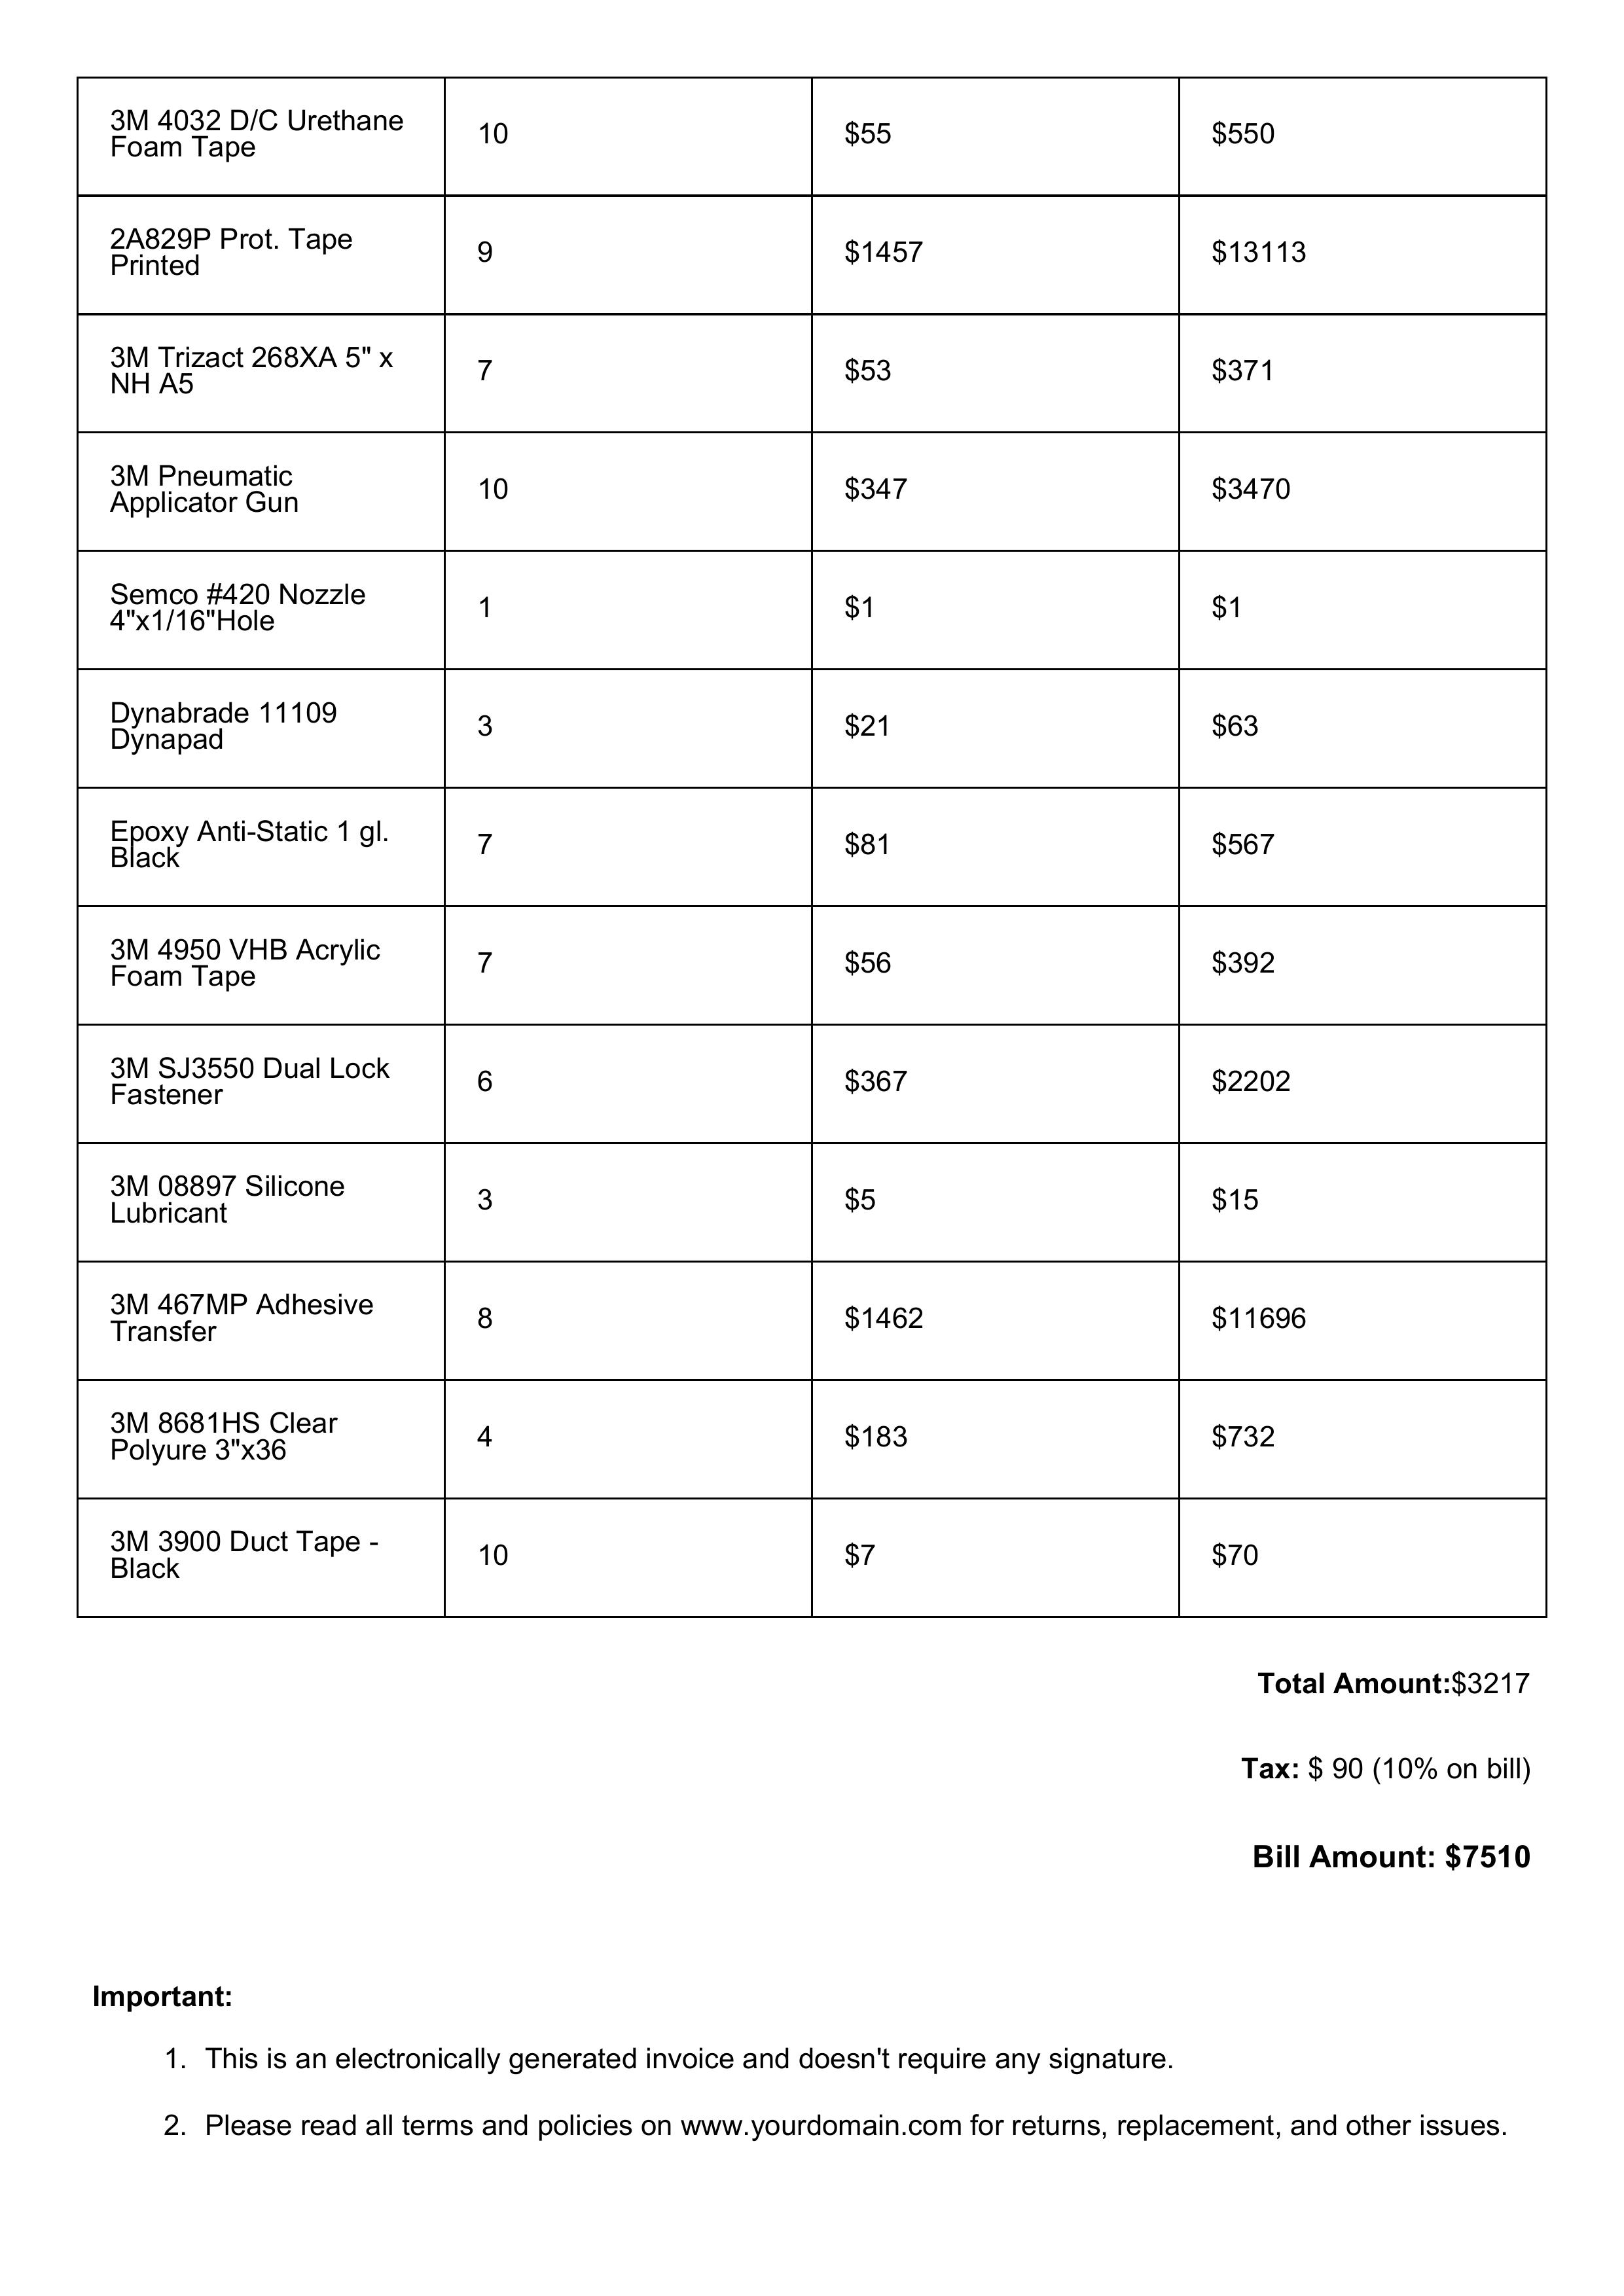 3M 4032 D/C Urethane
Foam Tape
10
$55
$550
2A829P Prot. Tape
Printed
9
$1457
$13113
3M Trizact 268XA 5" x
NH A5
7
$53
$371
3M Pneumatic
Applicator Gun
10
$347
$3470
Semco #420 Nozzle
4"x1/16"Hole
1
$1
$1
Dynabrade 11109
Dynapad
3
$21
$63
Epoxy Anti-Static 1 gl.
Black
7
$81
$567
3M 4950 VHB Acrylic
Foam Tape
7
$56
$392
3M SJ3550 Dual Lock
Fastener
6
$367
$2202
3M 08897 Silicone
Lubricant
3
$5
$15
3M 467MP Adhesive
Transfer
8
$1462
$11696
3M 8681HS Clear
Polyure 3"x36
4
$183
$732
3M 3900 Duct Tape -
Black
10
$7
$70
Total Amount:$3217
Tax: $ 90 (10% on bill)
Bill Amount: $7510
Important:
1. This is an electronically generated invoice and doesn't require any signature.
2. Please read all terms and policies on www.yourdomain.com for returns, replacement, and other issues.